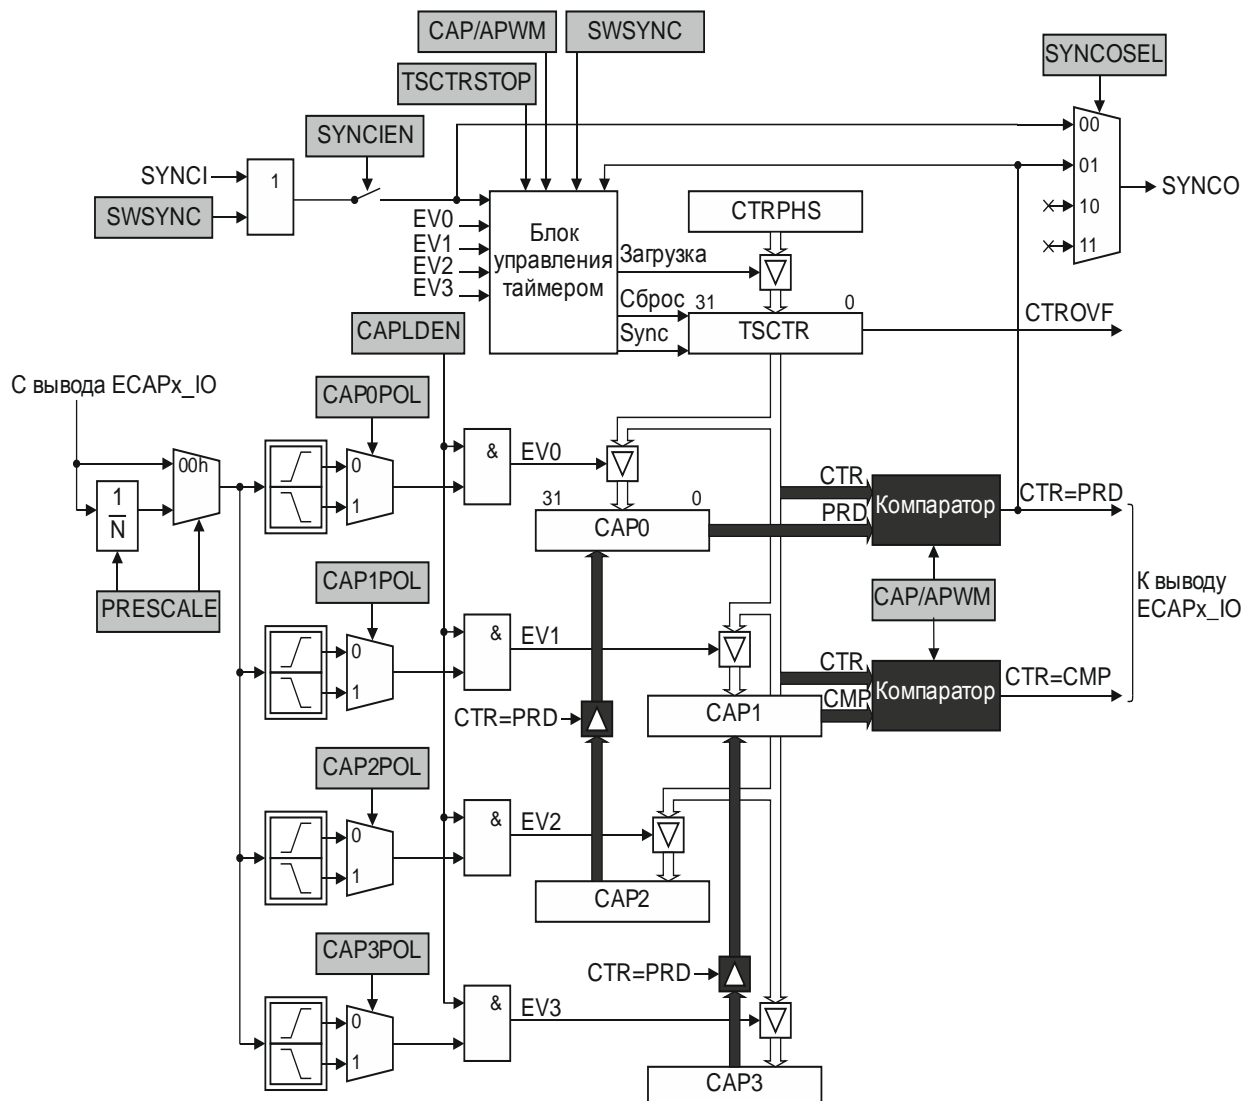 CAP/APWM
SWSYNC
SYNCOSEL
TSCTRSTOP
SYNCIEN
00
SYNCI
1
01
SYNCO
SWSYNC
CTRPHS
10
EV0
EV1
EV2
EV3
Блок
управления
таймером
Загрузка
11
Сброс
31
0
CTROVF
CAPLDEN
Sync
TSCTR
С вывода ECAPx_IO
CAP0POL
00h
0
1
&
EV0
1
N
31
0
CAP0
CTR
PRD
Компаратор
CTR=PRD
PRESCALE
CAP1POL
CAP/APWM
К выводу
ECAPx_IO
0
1
&
EV1
CTR
CMP
Компаратор
CTR=CMP
CAP1
CTR=PRD
CAP2POL
0
1
&
EV2
CAP2
CAP3POL
CTR=PRD
0
1
&
EV3
CAP3